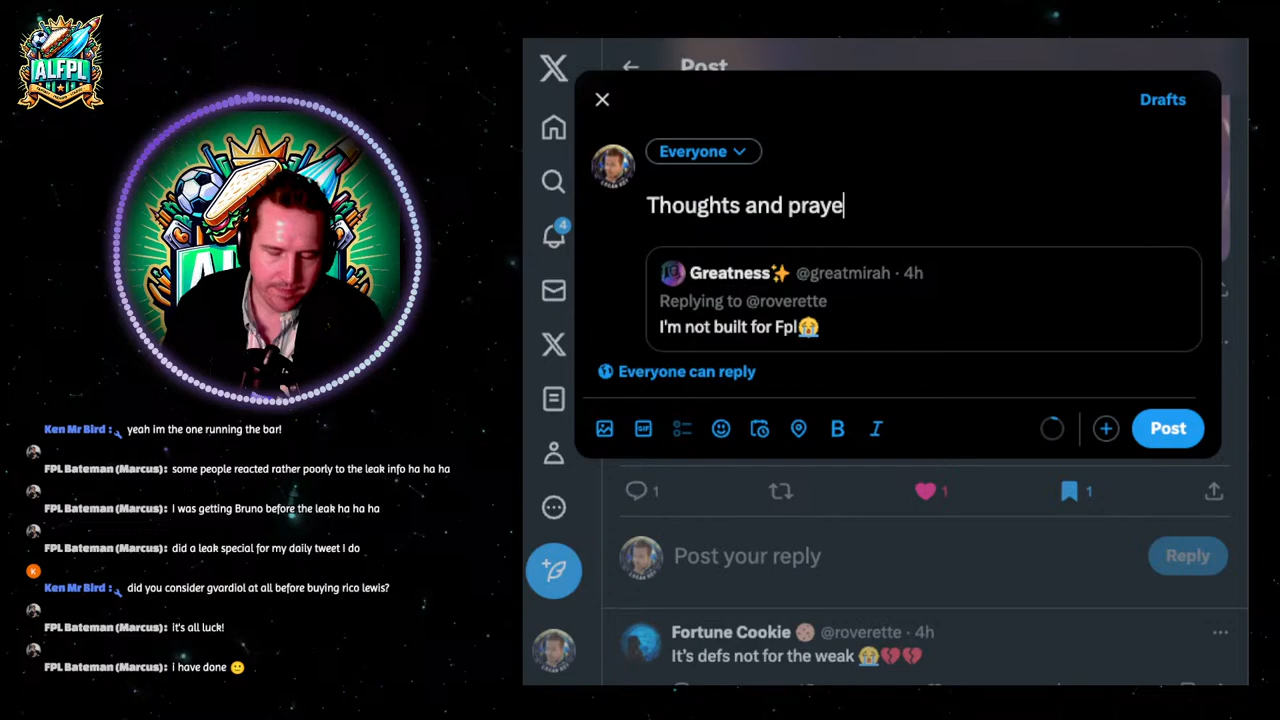 ALFPL
Ken Mr Bird : yeah im the one running the bar!
FPL Bateman (Marcus): some people reacted rather poorly to the leak info ha ha ha
FPL Bateman (Marcus): I was getting Bruno before the leak ha ha ha
FPL Bateman (Marcus): did a leak special for my daily tweet I do
K
Ken Mr Bird : did you consider gvardiol at all before buying rico lewis?
FPL Bateman (Marcus): it's all luck!
FPL Bateman (Marcus): i have done 🙂
Post
Drafts
Everyone
Thoughts and praye
Greatness✨ @greatmirah · 4h
Replying to @roverette
I'm not built for Fpl😭
Everyone can reply
GIF
B I
Post
4
1
1
1
Post your reply
Reply
Fortune Cookie 🍪 @roverette · 4h
It's defs not for the weak 😭💔💔